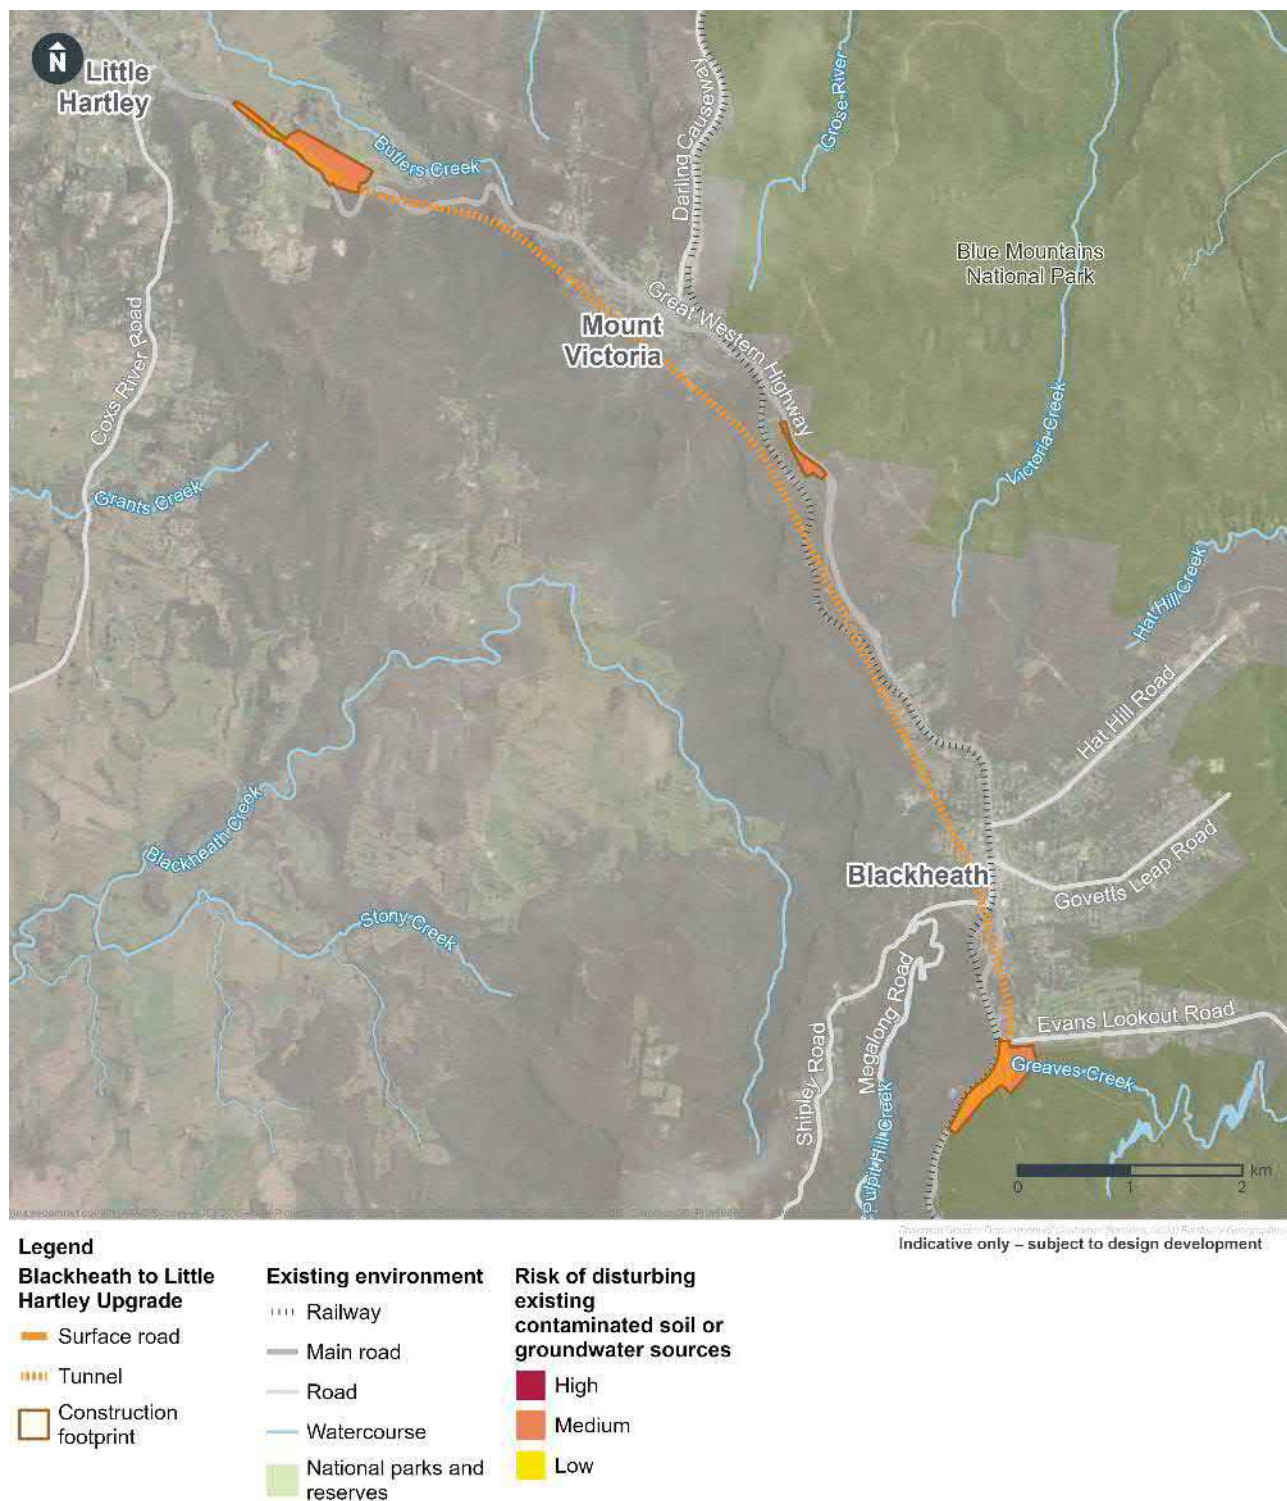 N
Little
Hartley
Butlers Creek
Darling Causeway
Grose River
Blue Mountains
National Park
Coxs River Road
Great Western Highway
Mount
Victoria
Grants Creek
Victoria Creek
Hat Hill Creek
Hat Hill Road
Blackheath Creek
Blackheath
Govetts Leap Road
Stony Creek
Shipley Road
Megalong Road
Evans Lookout Road
Greaves Creek
Pulpit Hill Creek
km
0 1 2
Indicative only – subject to design development
Legend
Blackheath to Little
Hartley Upgrade
Surface road
Tunnel
Construction
footprint
Existing environment
Railway
Main road
Road
Watercourse
National parks and
reserves
Risk of disturbing
existing
contaminated soil or
groundwater sources
High
Medium
Low